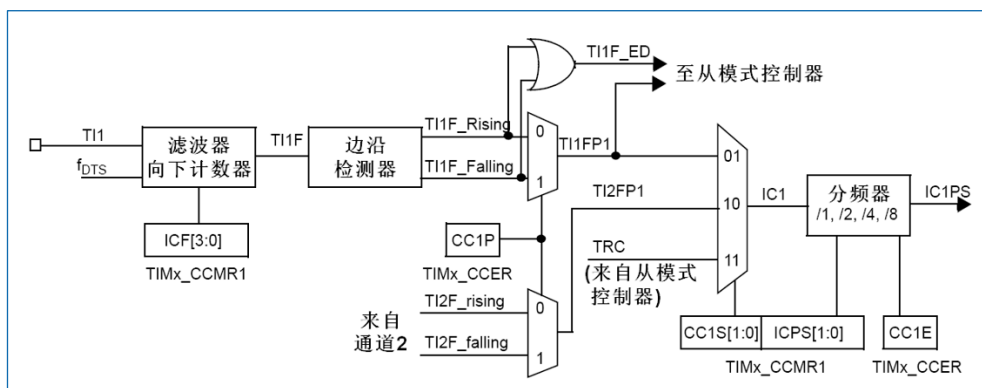 TI1F_ED
至从模式控制器
TI1
f_DTS
滤波器
向下计数器
TI1F
边沿
检测器
TI1F_Rising
TI1F_Falling
0
1
TI1FP1
01
TI2FP1
10
IC1
分频器
/1, /2, /4, /8
IC1PS
ICF[3:0]
TIMx_CCMR1
CC1P
TIMx_CCER
TRC
11
(来自从模式
控制器)
来自
通道2
TI2F_rising
0
TI2F_falling
1
CC1S[1:0]
ICPS[1:0]
CC1E
TIMx_CCMR1
TIMx_CCER